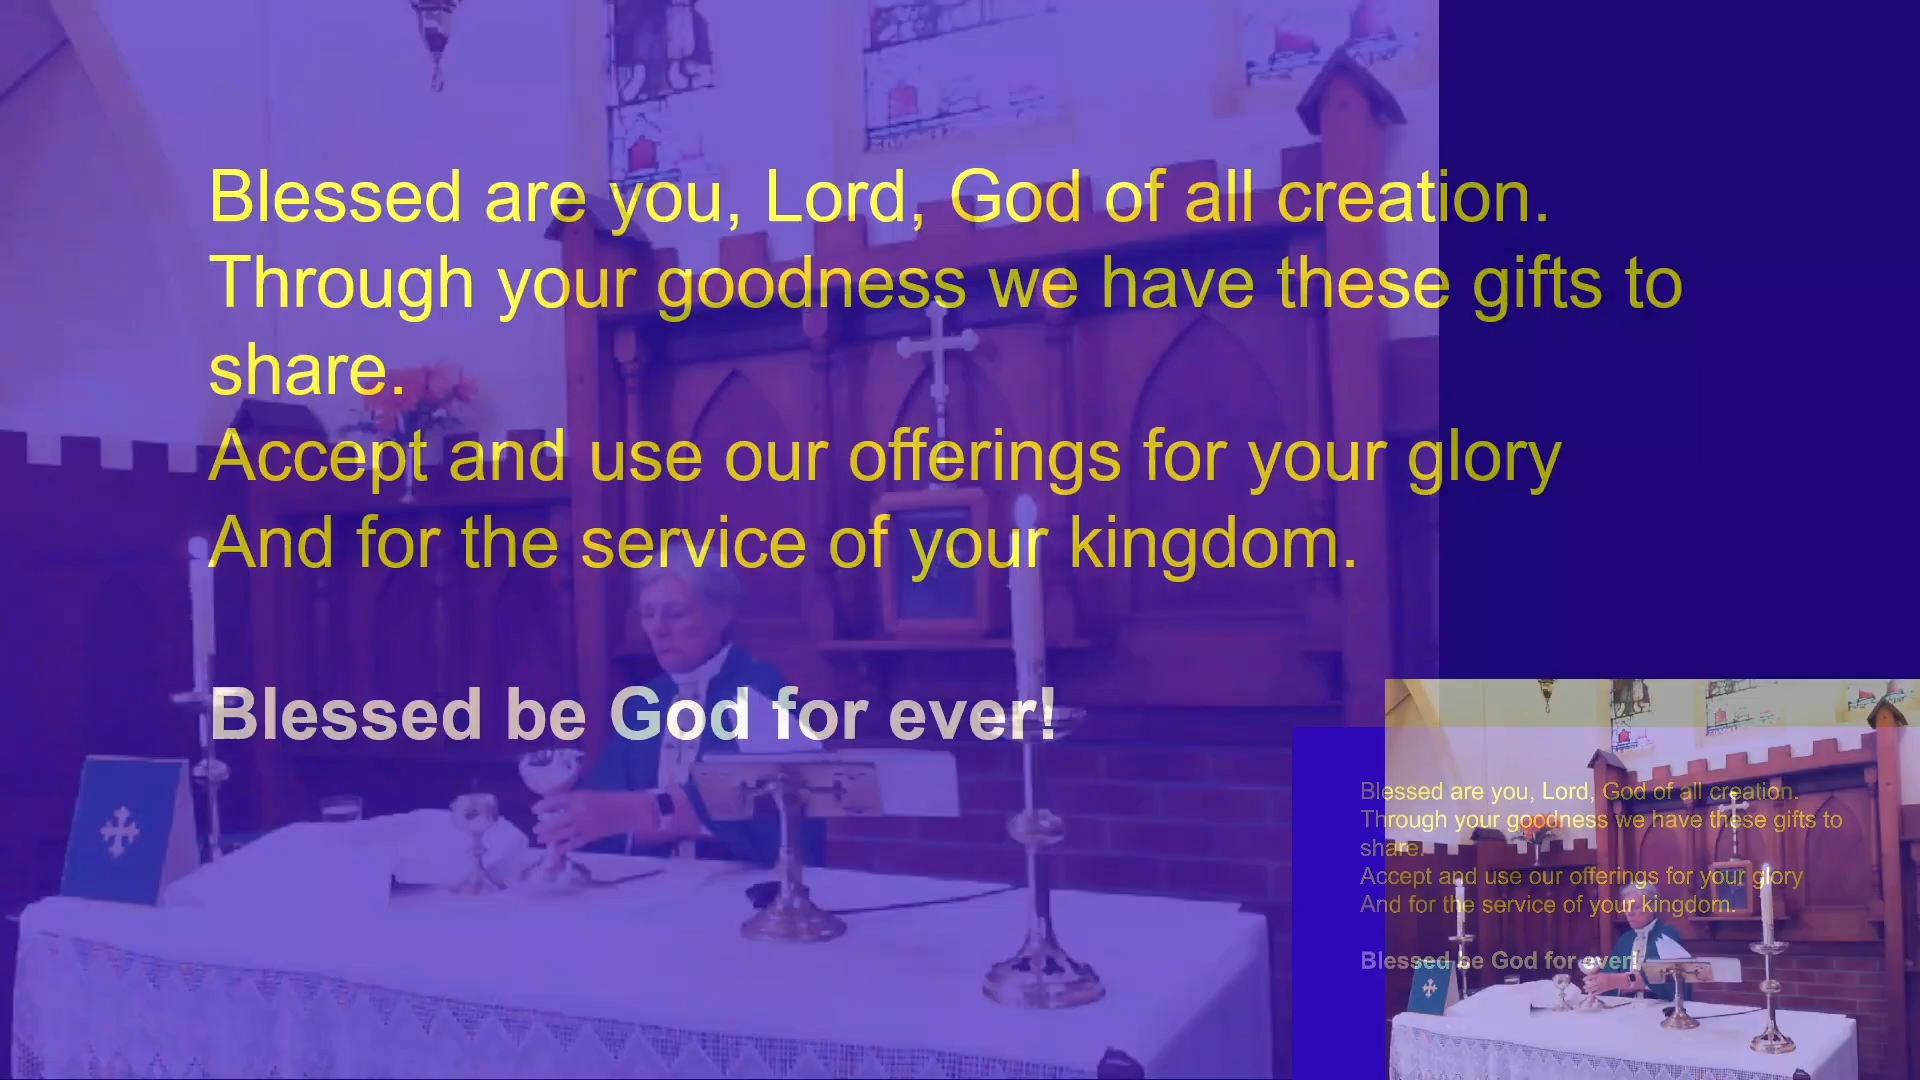 Blessed are you, Lord, God of all creation.
Through your goodness we have these gifts to
share.
Accept and use our offerings for your glory
And for the service of your kingdom.
Blessed be God for ever!
Blessed are you, Lord, God of all creation.
Through your goodness we have these gifts to
share.
Accept and use our offerings for your glory
And for the service of your kingdom.
Blessed be God for ever!